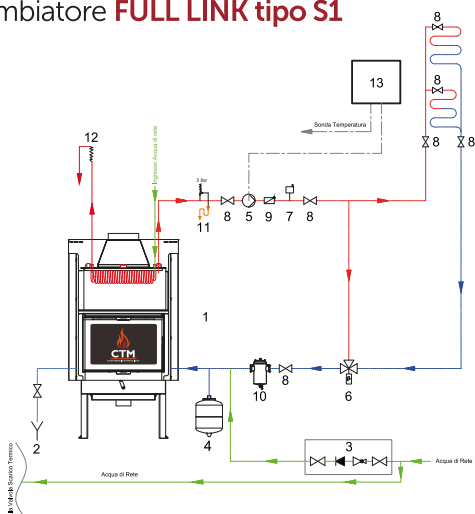 mbiatore FULL LINK tipo S1
8
8
13
Sonda Temperatura
12
Ingresso Acqua di rete
8
8
3 Bar
11
8
5
9
7
8
1
CTM
10
8
6
4
2
3
Acqua di Rete
Acqua di Rete
Valvola Scarico Termico